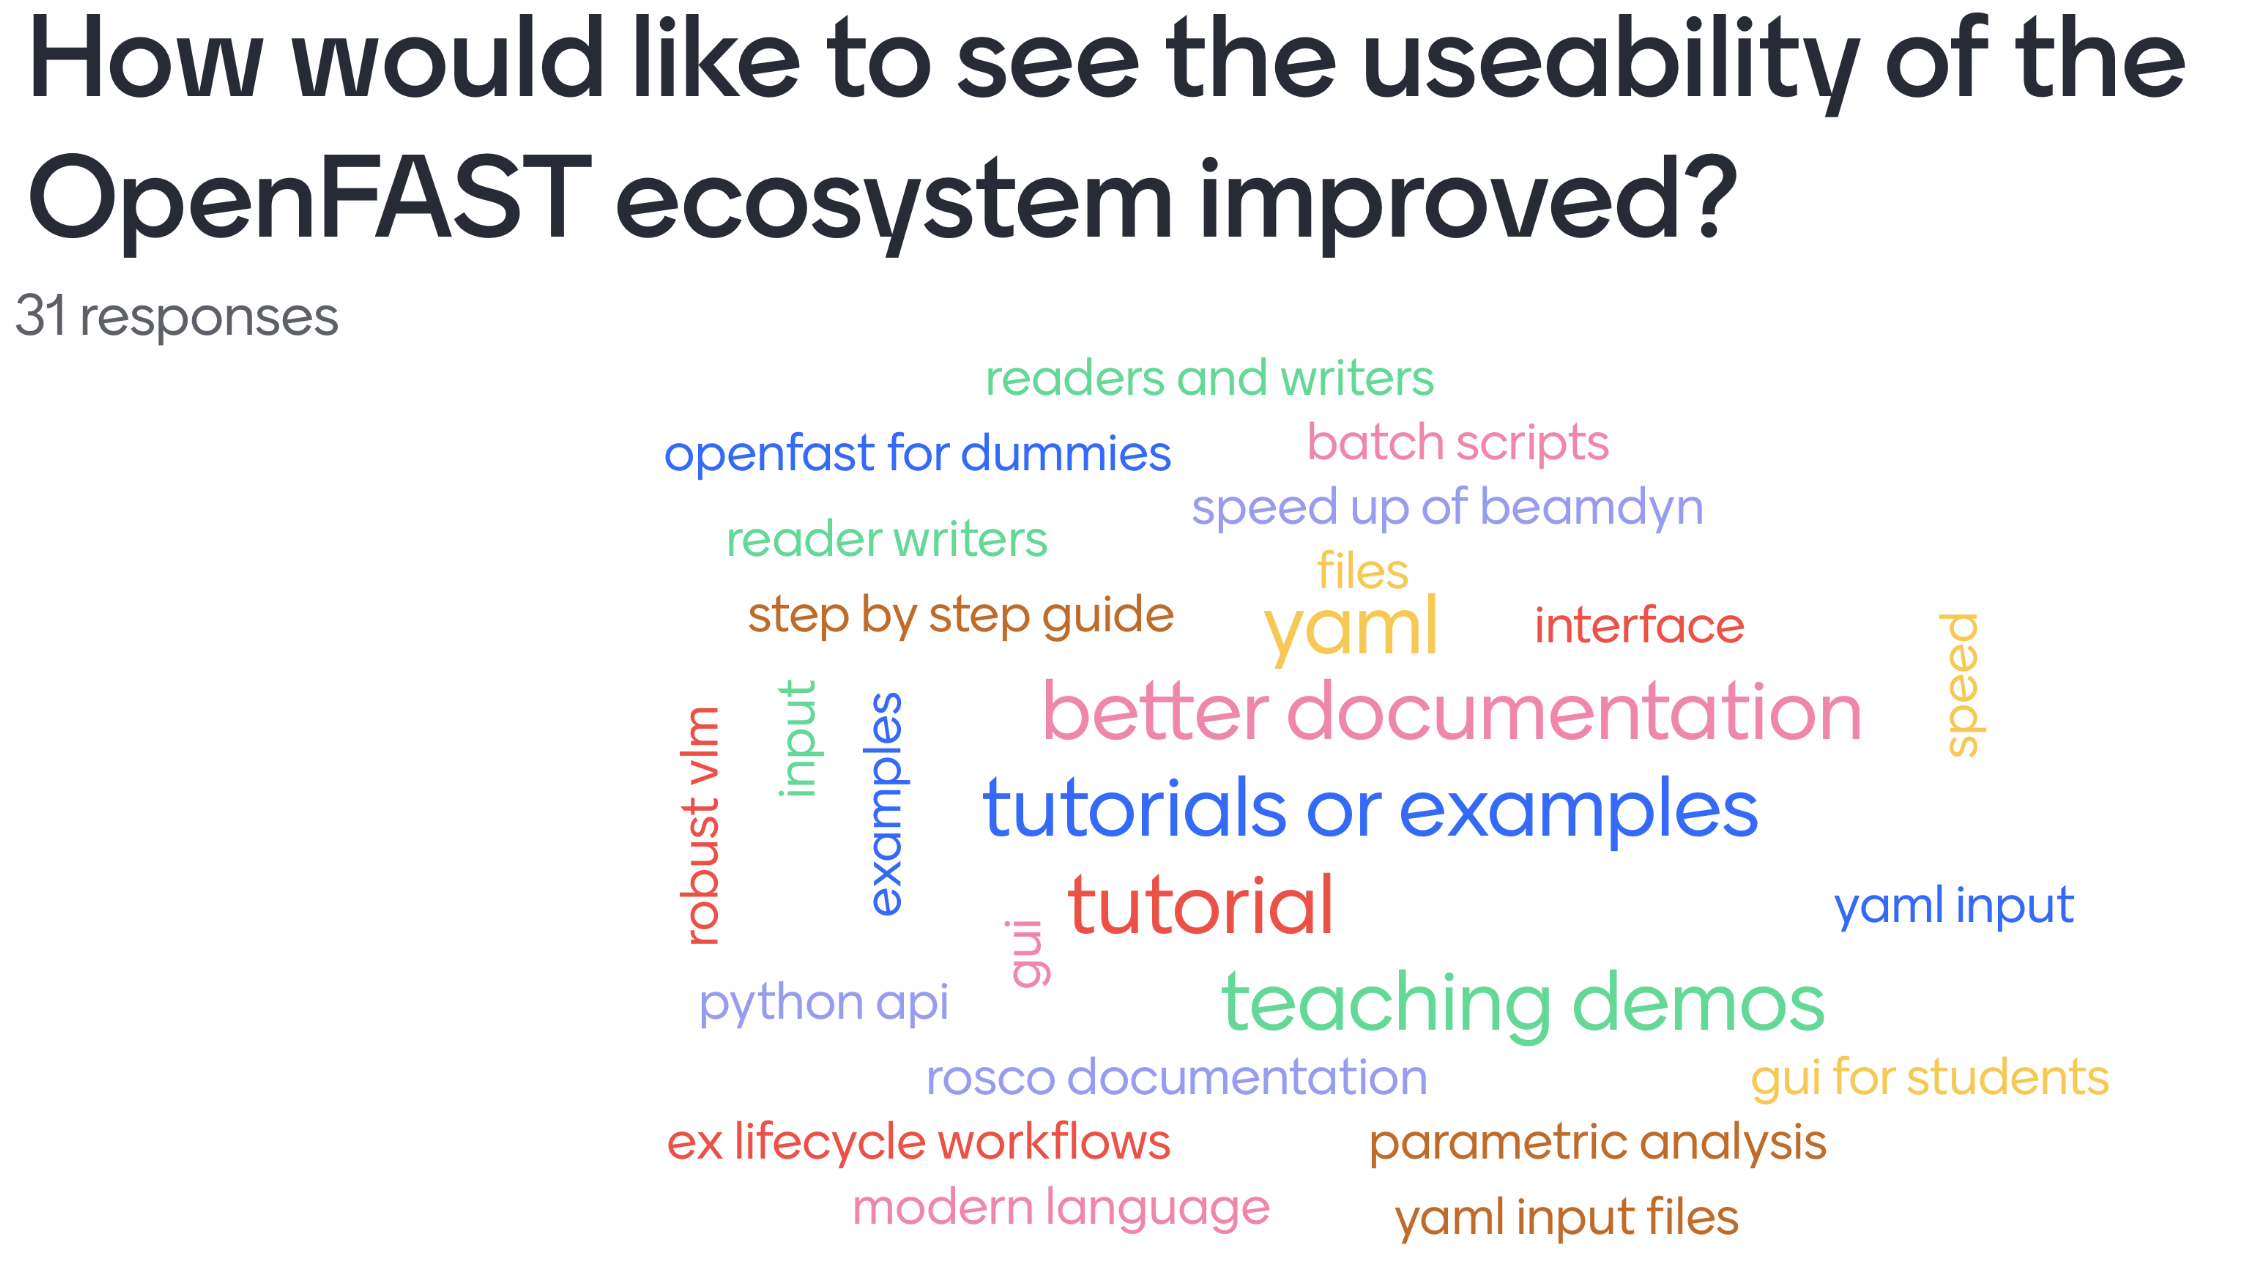 How would like to see the useability of the
OpenFAST ecosystem improved?
31 responses
readers and writers
openfast for dummies
batch scripts
speed up of beamdyn
reader writers
files
step by step guide
yaml
interface
speed
better documentation
robust vlm
input
examples
tutorials or examples
tutorial
yaml input
gui
python api
teaching demos
rosco documentation
gui for students
ex lifecycle workflows
parametric analysis
modern language
yaml input files